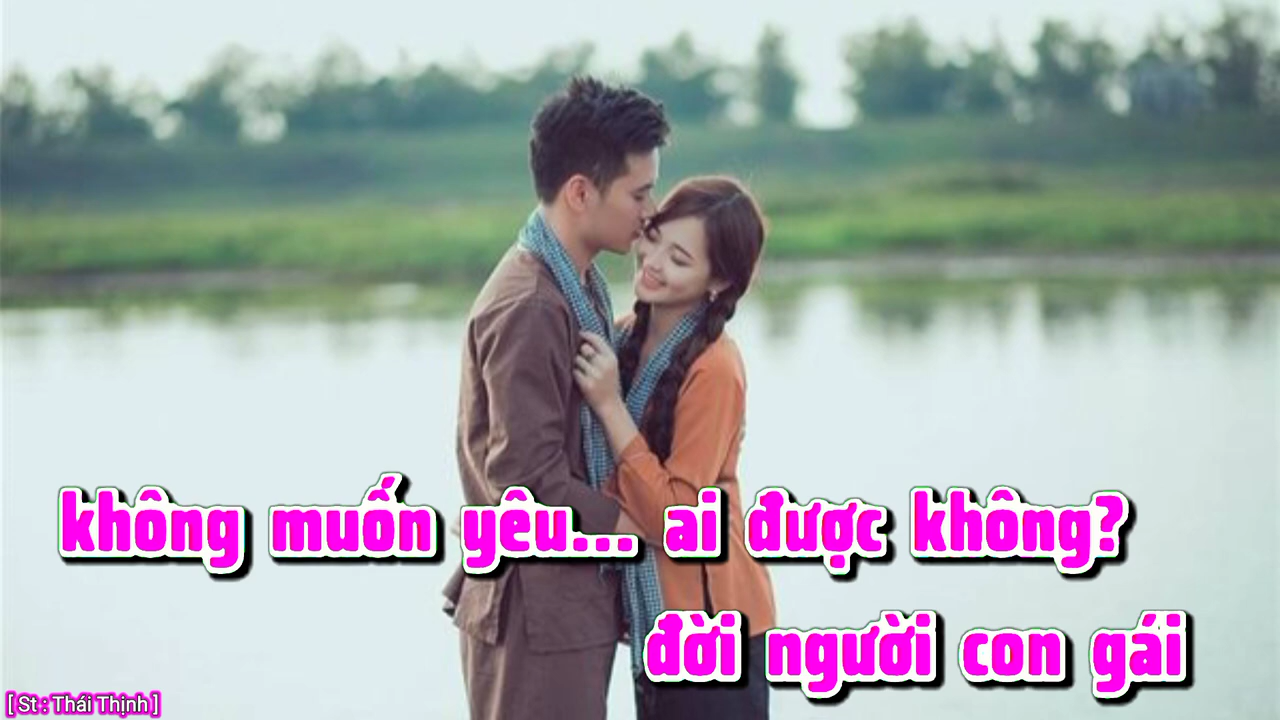 không muốn yêu... ai được không?
đời người con gái
[ St : Thái Thịnh ]